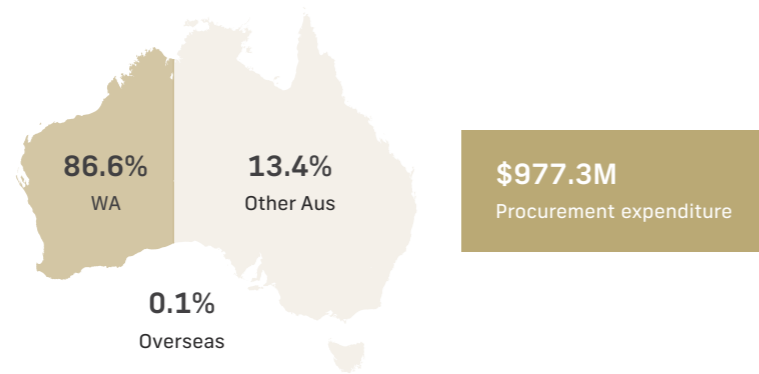 86.6%
WA
13.4%
Other Aus
0.1%
Overseas
$977.3M
Procurement expenditure